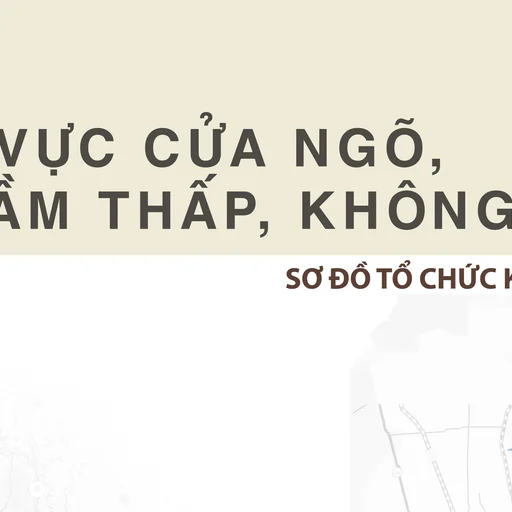 VỰC CỬA NGÕ,
ẦM THẤP, KHÔNG
SƠ ĐỒ TỔ CHỨC K